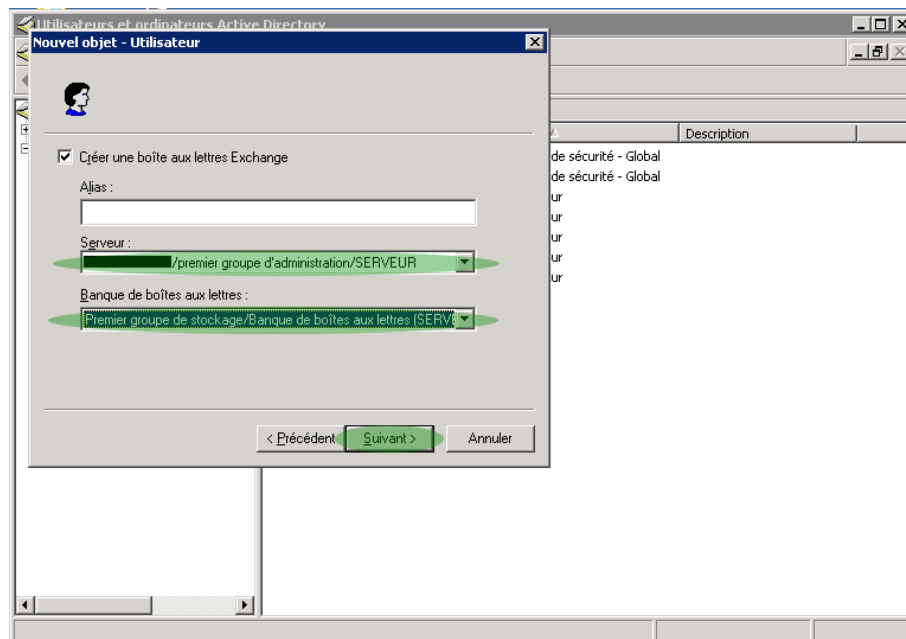 Utilisateurs et ordinateurs Active Directory
Nouvel objet - Utilisateur
Description
Créer une boîte aux lettres Exchange
de sécurité - Global
Alias :
de sécurité - Global
ur
ur
Serveur :
ur
/premier groupe d'administration/SERVEUR
ur
ur
Banque de boîtes aux lettres :
Premier groupe de stockage/Banque de boîtes aux lettres (SERVE
< Précédent
Suivant >
Annuler